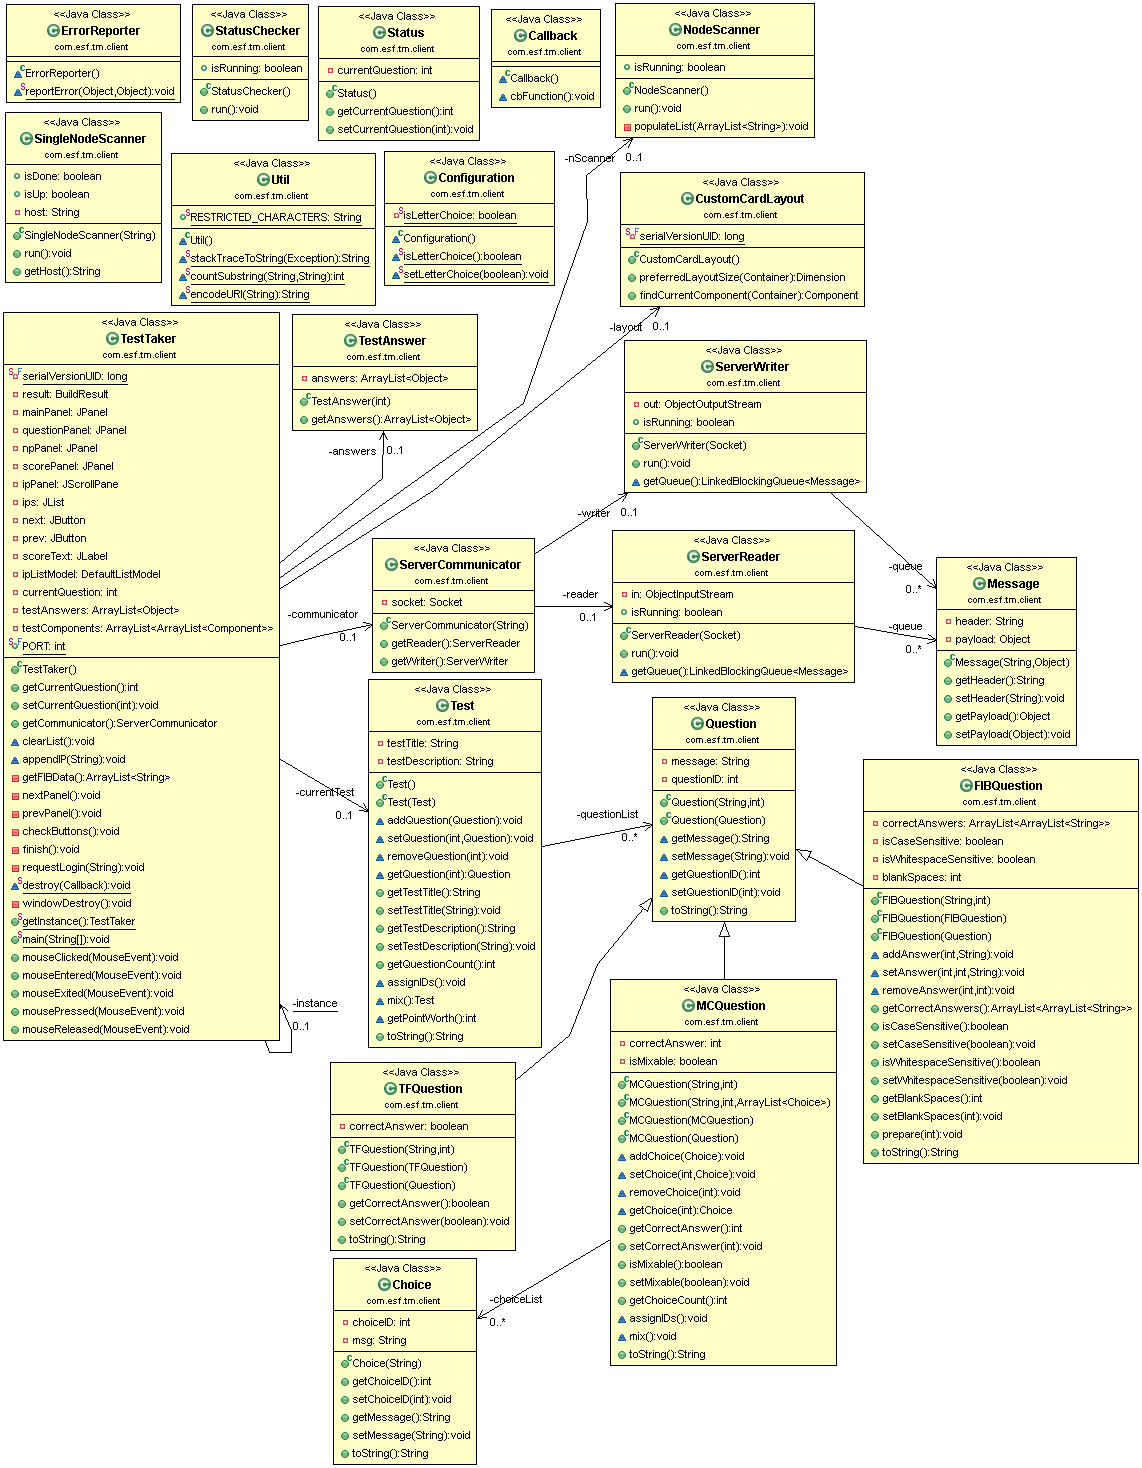 <<Java Class>>
ErrorReporter
com.esf.tm.client
ErrorReporter()
reportError(Object,Object):void
<<Java Class>>
StatusChecker
com.esf.tm.client
isRunning: boolean
StatusChecker()
run():void
<<Java Class>>
Status
com.esf.tm.client
currentQuestion: int
Status()
getCurrentQuestion():int
setCurrentQuestion(int):void
<<Java Class>>
Callback
com.esf.tm.client
Callback()
cbFunction():void
<<Java Class>>
NodeScanner
com.esf.tm.client
isRunning: boolean
NodeScanner()
run():void
populateList(ArrayList<String>):void
<<Java Class>>
SingleNodeScanner
com.esf.tm.client
isDone: boolean
isUp: boolean
host: String
SingleNodeScanner(String)
run():void
getHost():String
<<Java Class>>
Util
com.esf.tm.client
RESTRICTED_CHARACTERS: String
Util()
stackTraceToString(Exception):String
countSubstring(String,String):int
encodeURI(String):String
<<Java Class>>
Configuration
com.esf.tm.client
isLetterChoice: boolean
Configuration()
isLetterChoice():boolean
setLetterChoice(boolean):void
-nScanner
0..1
<<Java Class>>
CustomCardLayout
com.esf.tm.client
serialVersionUID: long
CustomCardLayout()
preferredLayoutSize(Container):Dimension
findCurrentComponent(Container):Component
-layout
0..1
<<Java Class>>
TestTaker
com.esf.tm.client
serialVersionUID: long
result: BuildResult
mainPanel: JPanel
questionPanel: JPanel
npPanel: JPanel
scorePanel: JPanel
ipPanel: JScrollPane
ips: JList
next: JButton
prev: JButton
scoreText: JLabel
ipListModel: DefaultListModel
currentQuestion: int
testAnswers: ArrayList<Object>
testComponents: ArrayList<ArrayList<Component>>
PORT: int
TestTaker()
getCurrentQuestion():int
setCurrentQuestion(int):void
getCommunicator():ServerCommunicator
clearList():void
appendIP(String):void
getFIBData():ArrayList<String>
nextPanel():void
prevPanel():void
checkButtons():void
finish():void
requestLogin(String):void
destroy(Callback):void
windowDestroy():void
getInstance():TestTaker
main(String[]):void
mouseClicked(MouseEvent):void
mouseEntered(MouseEvent):void
mouseExited(MouseEvent):void
mousePressed(MouseEvent):void
mouseReleased(MouseEvent):void
-instance
0..1
<<Java Class>>
TestAnswer
com.esf.tm.client
answers: ArrayList<Object>
TestAnswer(int)
getAnswers():ArrayList<Object>
-answers
0..1
<<Java Class>>
ServerWriter
com.esf.tm.client
out: ObjectOutputStream
isRunning: boolean
ServerWriter(Socket)
run():void
getQueue():LinkedBlockingQueue<Message>
-writer
0..1
<<Java Class>>
ServerCommunicator
com.esf.tm.client
socket: Socket
ServerCommunicator(String)
getReader():ServerReader
getWriter():ServerWriter
-communicator
0..1
-reader
0..1
<<Java Class>>
ServerReader
com.esf.tm.client
in: ObjectInputStream
isRunning: boolean
ServerReader(Socket)
run():void
getQueue():LinkedBlockingQueue<Message>
-queue
0..*
-queue
0..*
<<Java Class>>
Message
com.esf.tm.client
header: String
payload: Object
Message(String,Object)
getHeader():String
setHeader(String):void
getPayload():Object
setPayload(Object):void
-currentTest
0..1
<<Java Class>>
Test
com.esf.tm.client
testTitle: String
testDescription: String
Test()
Test(Test)
addQuestion(Question):void
setQuestion(int,Question):void
removeQuestion(int):void
getQuestion(int):Question
getTestTitle():String
setTestTitle(String):void
getTestDescription():String
setTestDescription(String):void
getQuestionCount():int
assignIDs():void
mix():Test
getPointWorth():int
toString():String
-questionList
0..*
<<Java Class>>
Question
com.esf.tm.client
message: String
questionID: int
Question(String,int)
Question(Question)
getMessage():String
setMessage(String):void
getQuestionID():int
setQuestionID(int):void
toString():String
<<Java Class>>
FIBQuestion
com.esf.tm.client
correctAnswers: ArrayList<ArrayList<String>>
isCaseSensitive: boolean
isWhitespaceSensitive: boolean
blankSpaces: int
FIBQuestion(String,int)
FIBQuestion(FIBQuestion)
FIBQuestion(Question)
addAnswer(int,String):void
setAnswer(int,int,String):void
removeAnswer(int,int):void
getCorrectAnswers():ArrayList<ArrayList<String>>
isCaseSensitive():boolean
setCaseSensitive(boolean):void
isWhitespaceSensitive():boolean
setWhitespaceSensitive(boolean):void
getBlankSpaces():int
setBlankSpaces(int):void
prepare(int):void
toString():String
<<Java Class>>
TFQuestion
com.esf.tm.client
correctAnswer: boolean
TFQuestion(String,int)
TFQuestion(TFQuestion)
TFQuestion(Question)
getCorrectAnswer():boolean
setCorrectAnswer(boolean):void
toString():String
<<Java Class>>
MCQuestion
com.esf.tm.client
correctAnswer: int
isMixable: boolean
MCQuestion(String,int)
MCQuestion(String,int,ArrayList<Choice>)
MCQuestion(MCQuestion)
MCQuestion(Question)
addChoice(Choice):void
setChoice(int,Choice):void
removeChoice(int):void
getChoice(int):Choice
getCorrectAnswer():int
setCorrectAnswer(int):void
isMixable():boolean
setMixable(boolean):void
getChoiceCount():int
assignIDs():void
mix():void
toString():String
-choiceList
0..*
<<Java Class>>
Choice
com.esf.tm.client
choiceID: int
msg: String
Choice(String)
getChoiceID():int
setChoiceID(int):void
getMessage():String
setMessage(String):void
toString():String